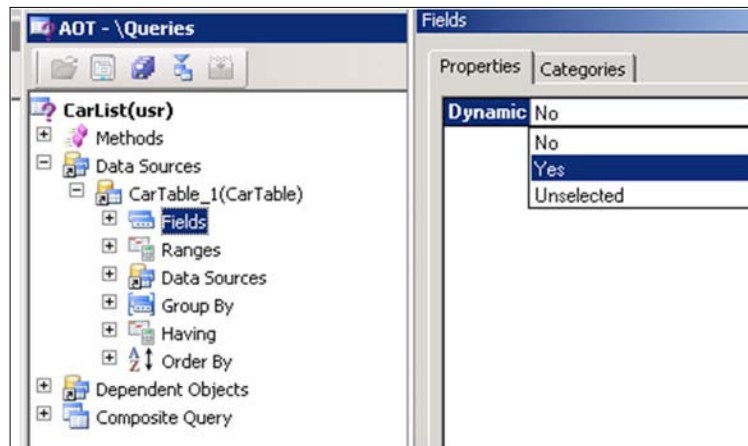 AOT - \Queries
CarList(usr)
Methods
Data Sources
CarTable_1(CarTable)
Fields
Ranges
Data Sources
Group By
Having
Order By
Dependent Objects
Composite Query
Fields
Properties
Categories
Dynamic No
No
Yes
Unselected